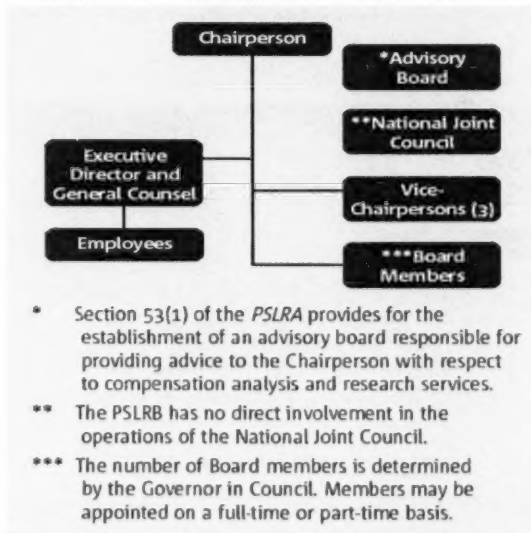 Chairperson
*Advisory
Board
**National Joint
Council
Executive
Director and
General Counsel
Vice-
Chairpersons (3)
Employees
***Board
Members
* Section 53(1) of the PSLRA provides for the
establishment of an advisory board responsible for
providing advice to the Chairperson with respect
to compensation analysis and research services.
** The PSLRB has no direct involvement in the
operations of the National Joint Council.
*** The number of Board members is determined
by the Governor in Council. Members may be
appointed on a full-time or part-time basis.